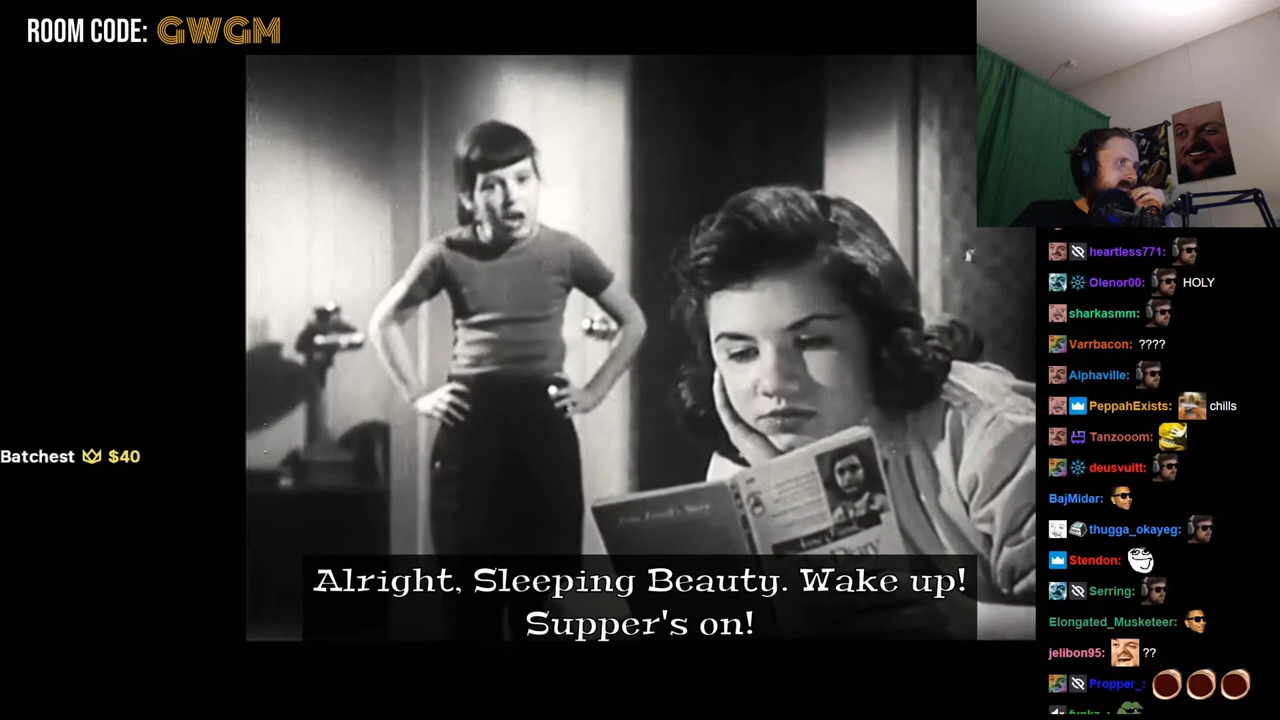 ROOM CODE: GWGM
heartless771:
Olenor00: HOLY
sharkasmm:
Varrbacon: ????
Alphaville:
PeppahExists: chills
Tanzooom:
Batchest $40
deusvuitt:
BajMidar:
thugga_okayeg:
Stendon:
Serring:
Elongated_Musketeer:
jelibon95: ??
Propper_:
Diary
Alright, Sleeping Beauty. Wake up!
Supper's on!